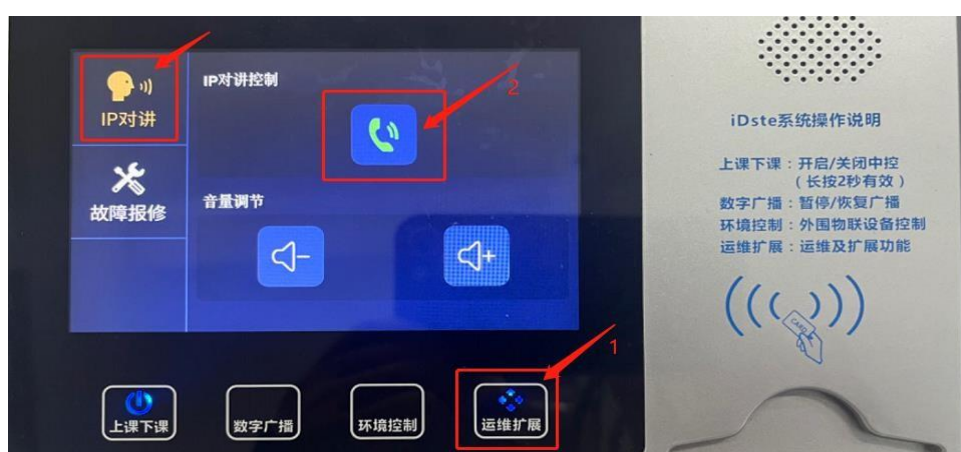 IP对讲
故障报修
IP对讲控制
2
音量调节
1
上课下课
数字广播
环境控制
运维扩展
iDste系统操作说明
上课下课：开启/关闭中控
（长按2秒有效）
数字广播：暂停/恢复广播
环境控制：外围物联设备控制
运维扩展：运维及扩展功能
CARD